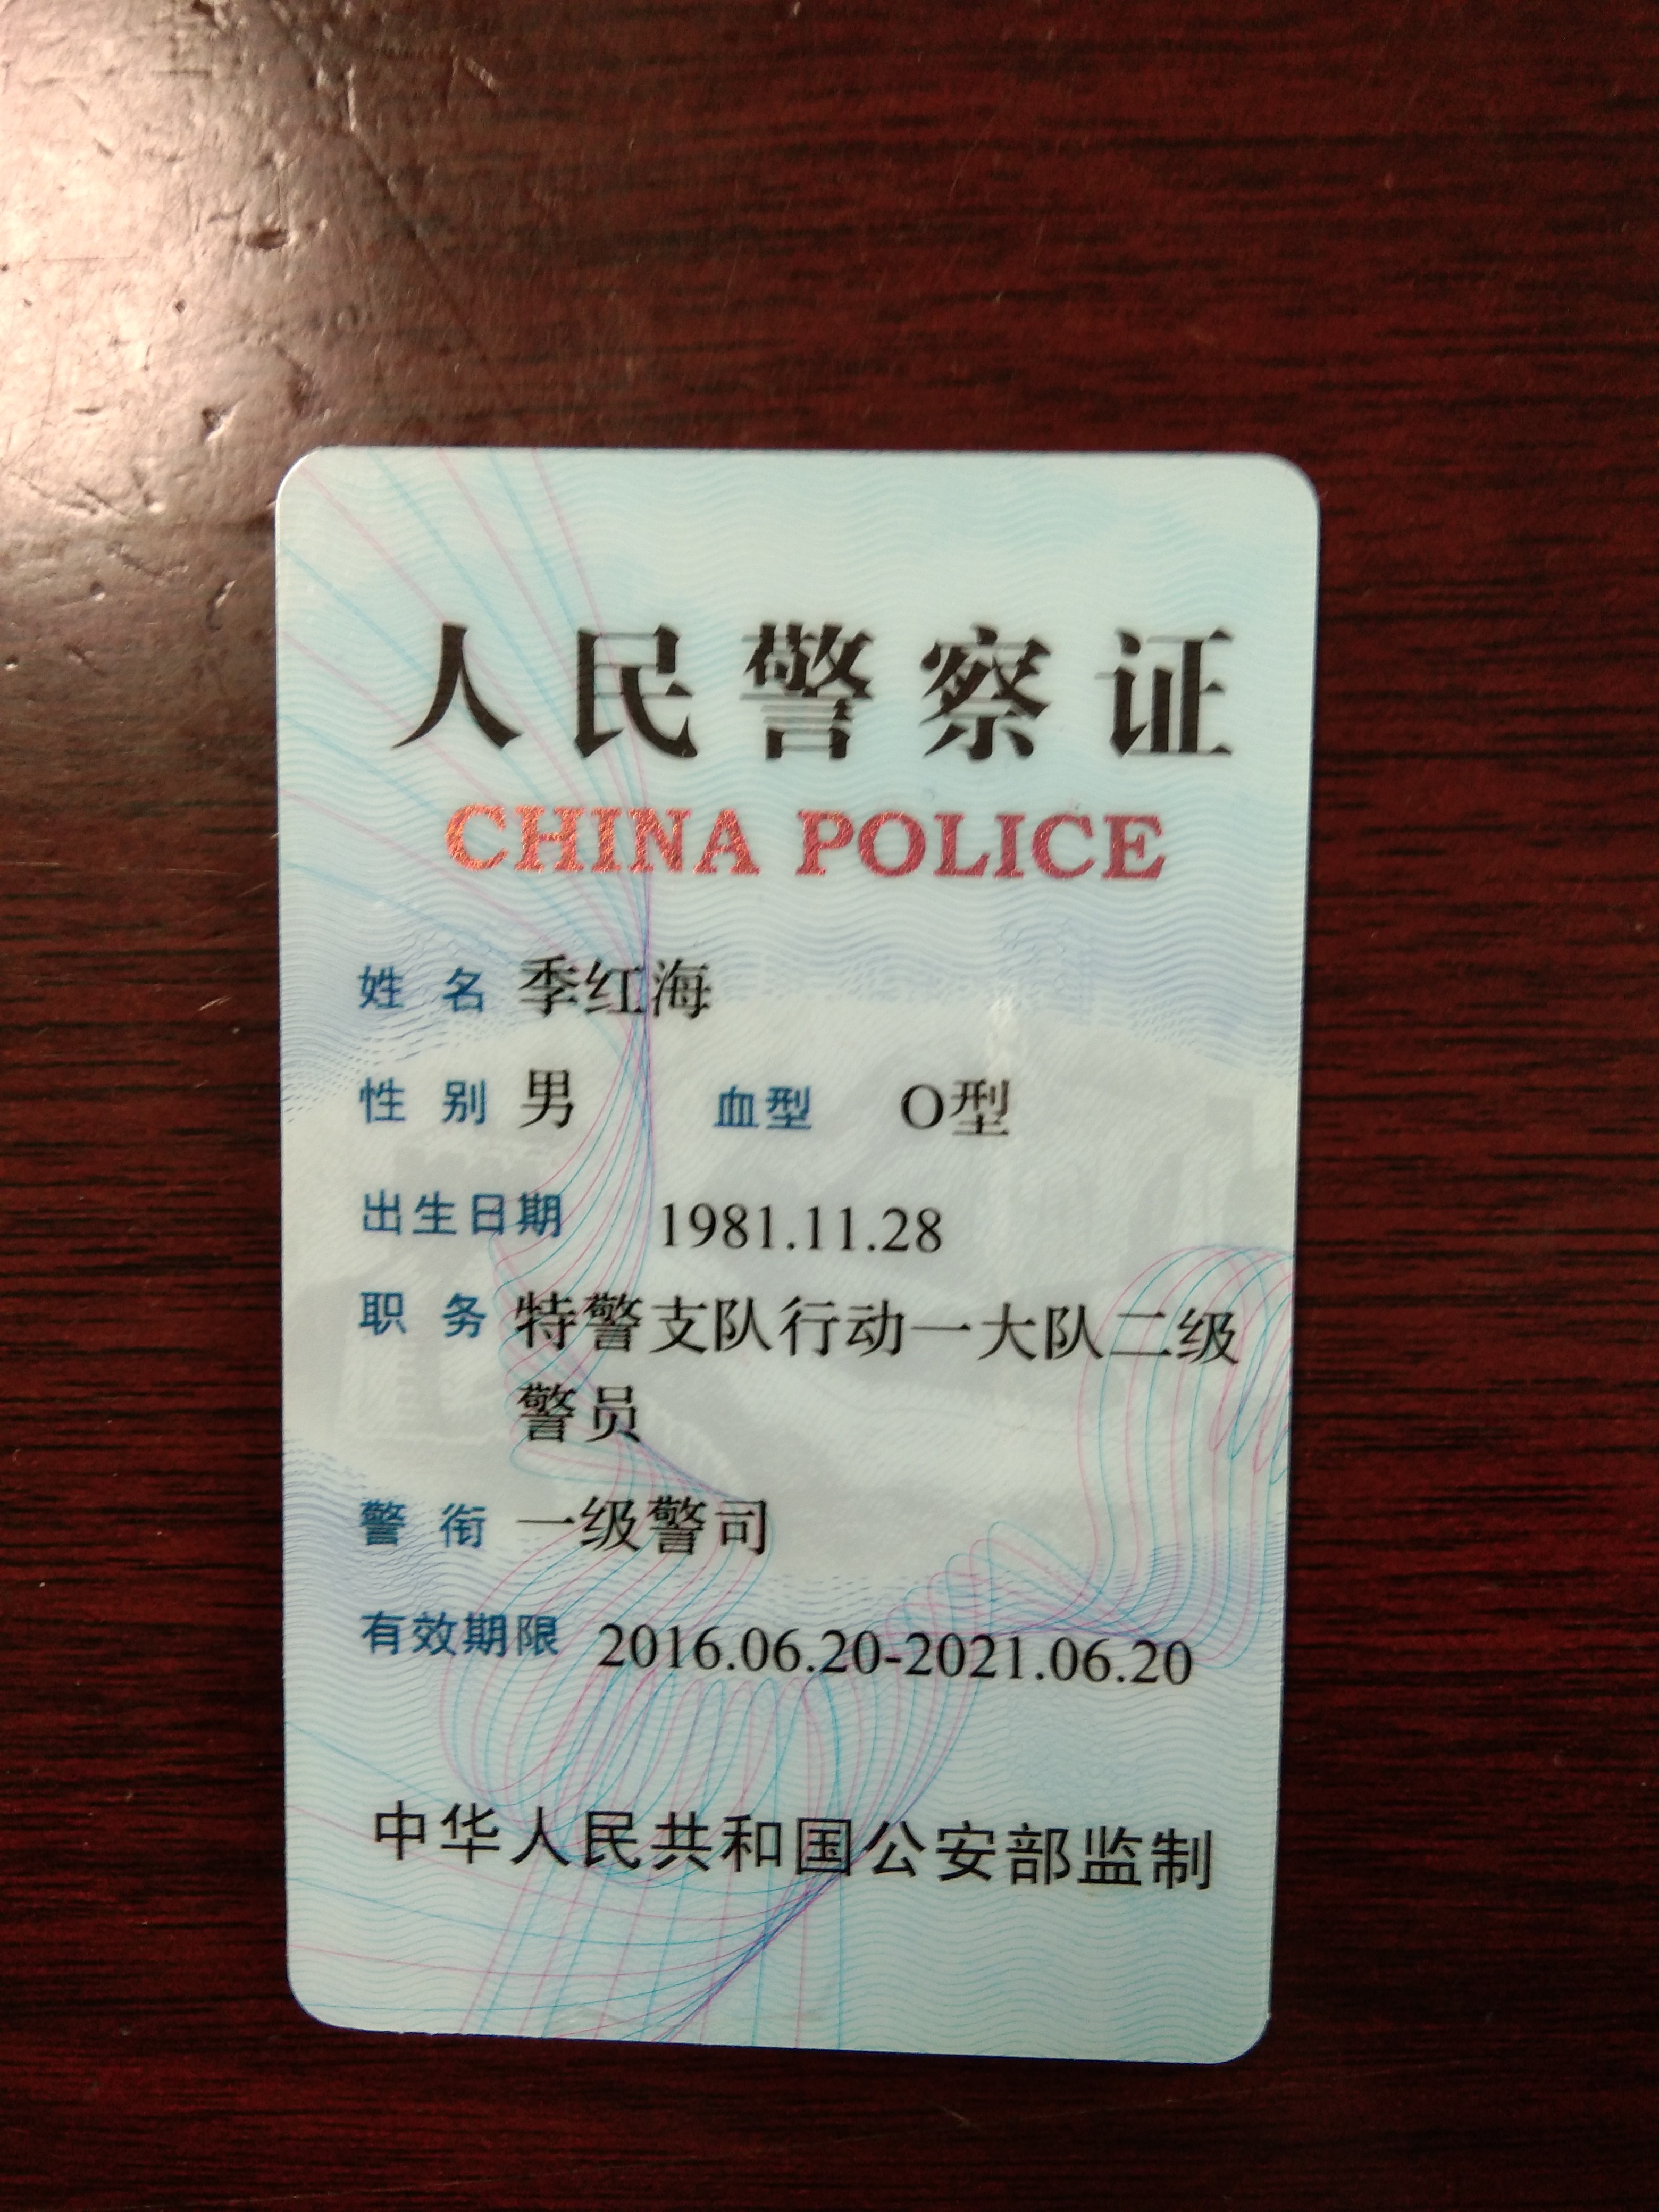 人民警察证
CHINA POLICE
姓名 季红海
性别 男 血型 O型
出生日期 1981.11.28
职务 特警支队行动一大队二级
警员
警衔 一级警司
有效期限 2016.06.20-2021.06.20
中华人民共和国公安部监制